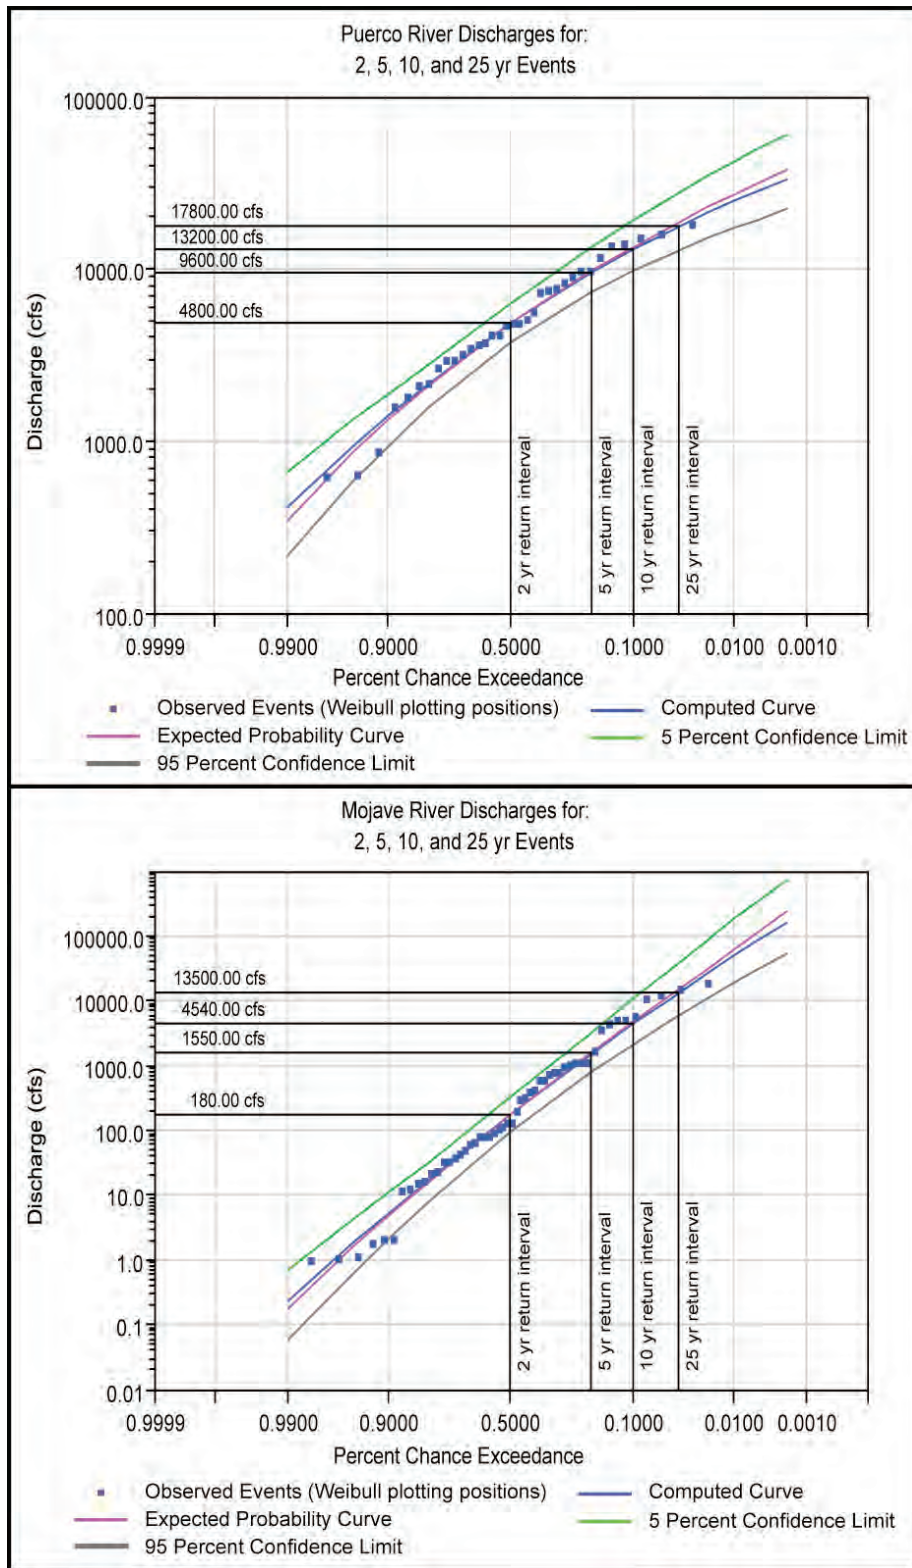 Puerco River Discharges for:
2, 5, 10, and 25 yr Events
100000.0
17800.00 cfs
13200.00 cfs
10000.0
9600.00 cfs
4800.00 cfs
Discharge (cfs)
1000.0
2 yr return interval
5 yr return interval
10 yr return interval
25 yr return interval
100.0
0.9999 0.9900 0.9000 0.5000 0.1000 0.0100 0.0010
Percent Chance Exceedance
Observed Events (Weibull plotting positions) Computed Curve
Expected Probability Curve 5 Percent Confidence Limit
95 Percent Confidence Limit
Mojave River Discharges for:
2, 5, 10, and 25 yr Events
100000.0
13500.00 cfs
10000.0
4540.00 cfs
1550.00 cfs
1000.0
180.00 cfs
100.0
Discharge (cfs)
10.0
2 yr return interval
5 yr return interval
10 yr return interval
25 yr return interval
1.0
0.1
0.01
0.9999 0.9900 0.9000 0.5000 0.1000 0.0100 0.0010
Percent Chance Exceedance
Observed Events (Weibull plotting positions) Computed Curve
Expected Probability Curve 5 Percent Confidence Limit
95 Percent Confidence Limit